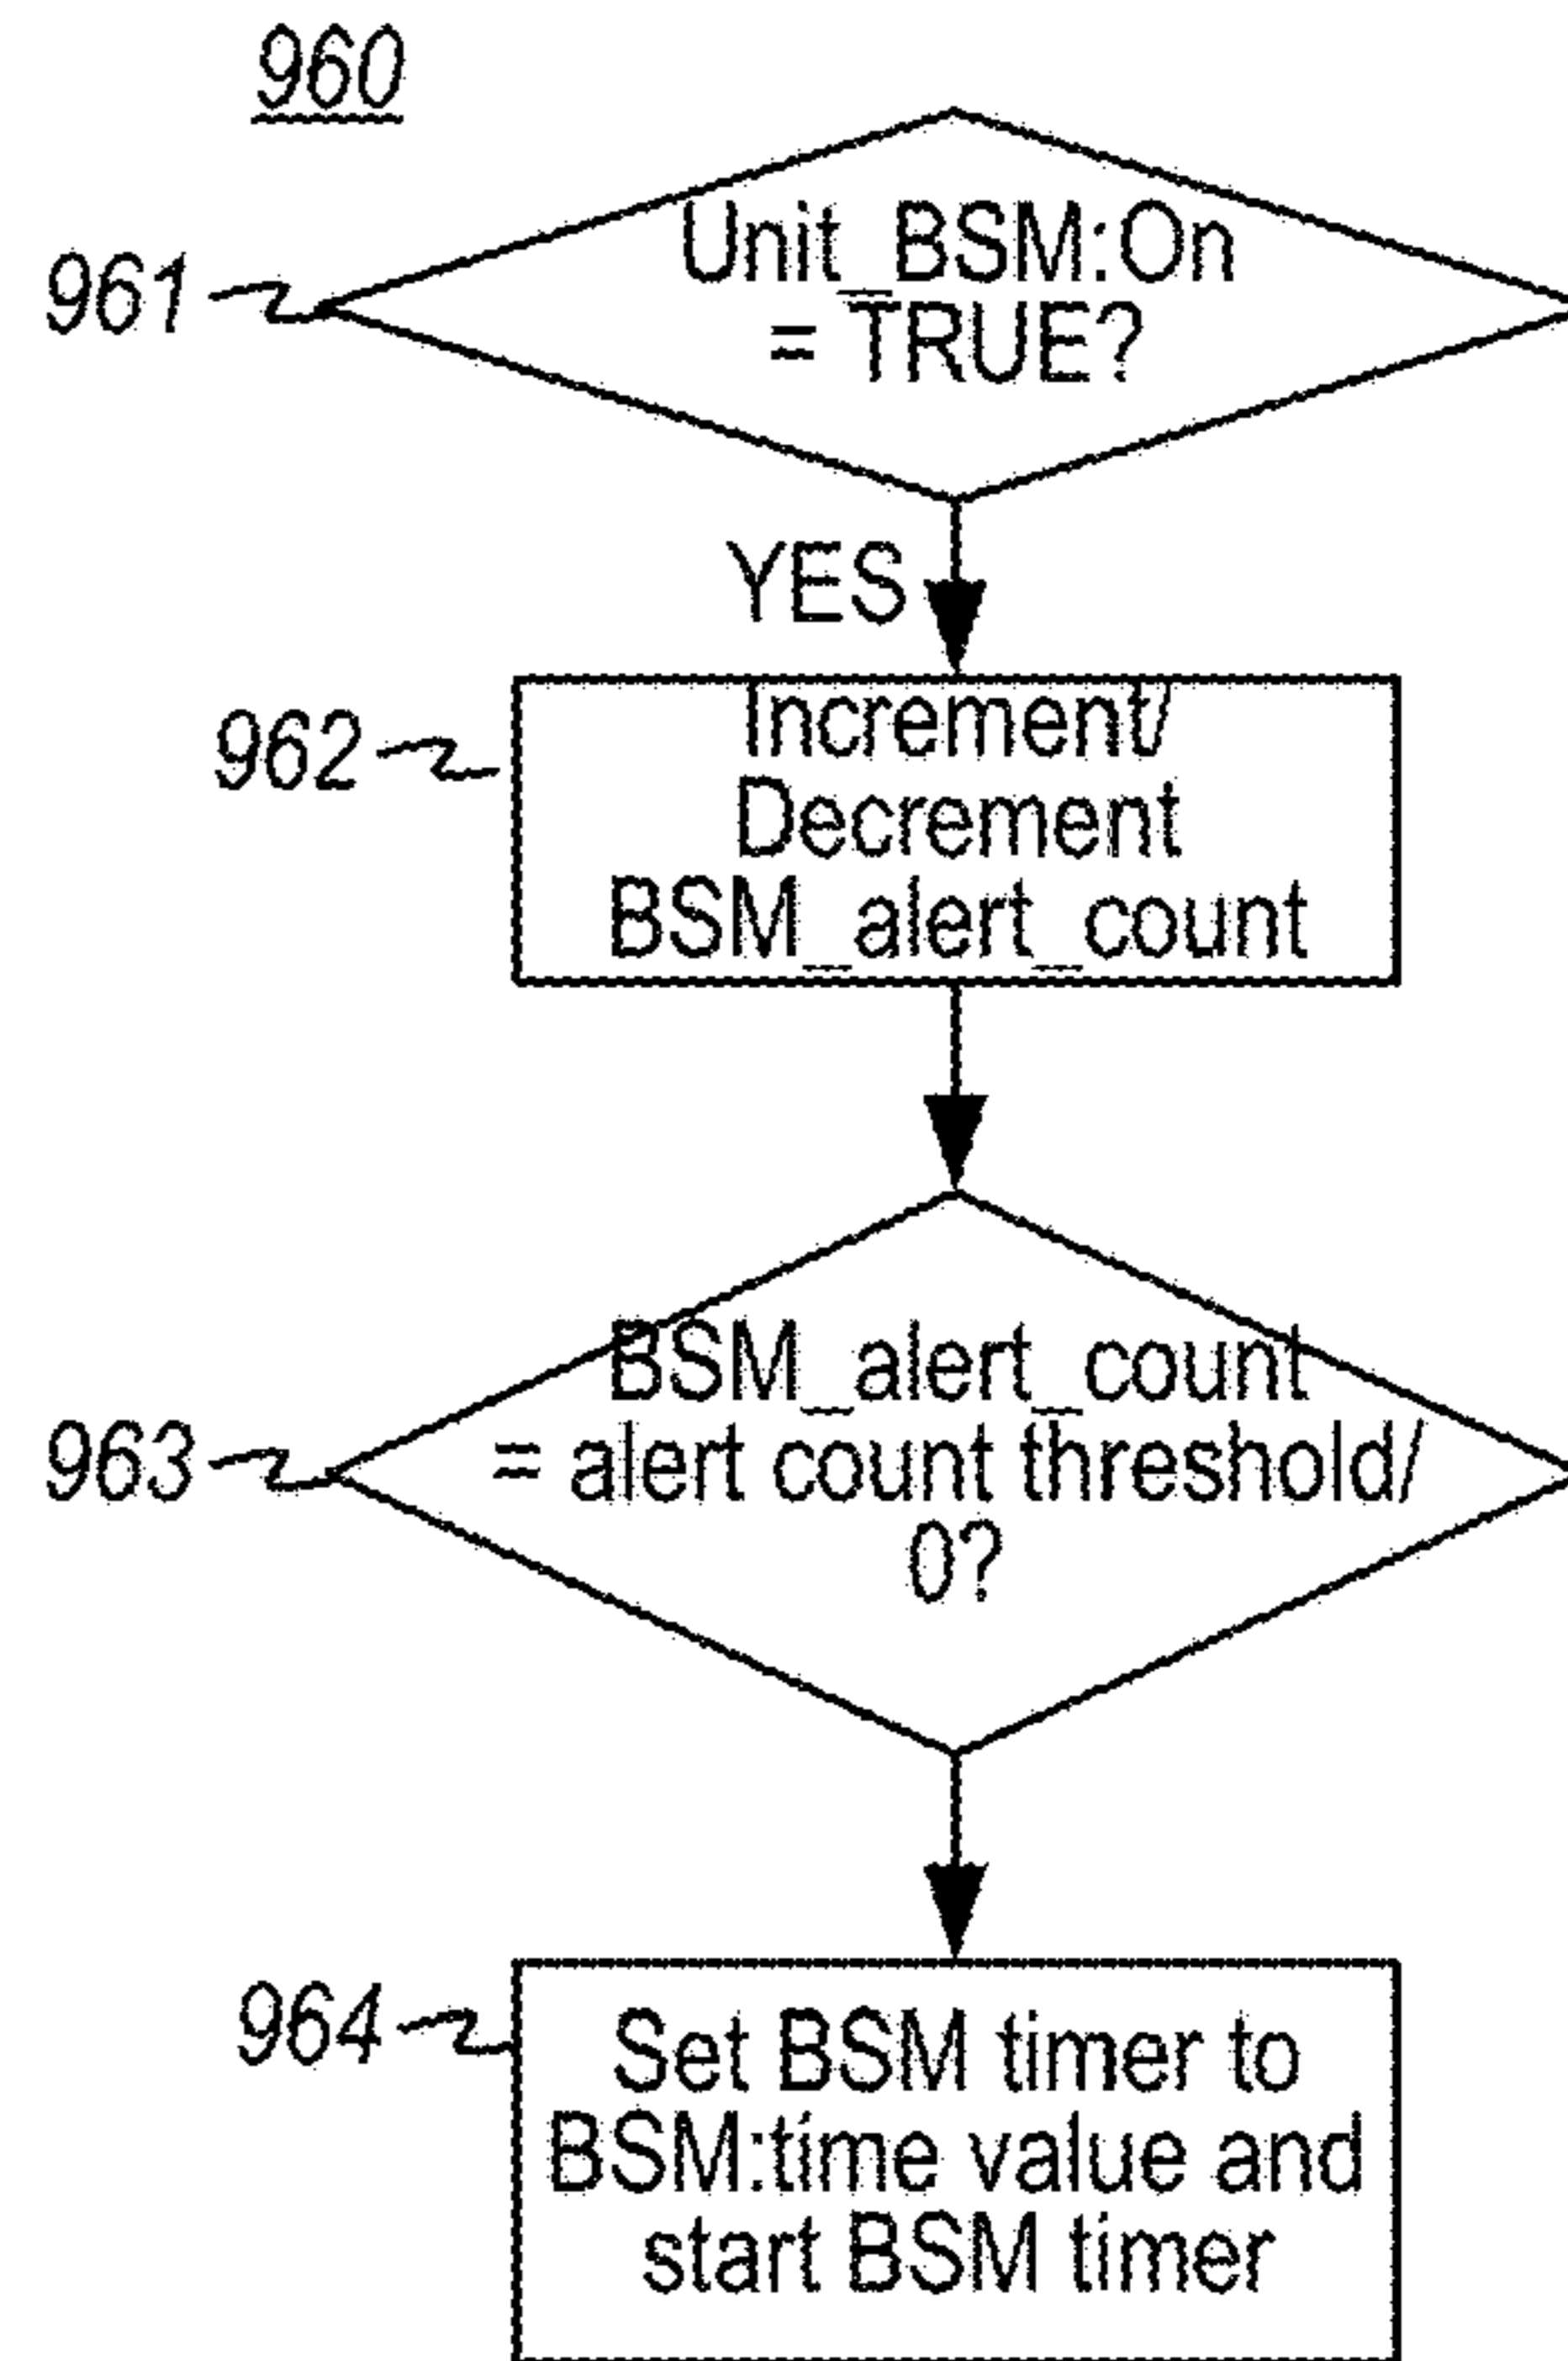 960
961
Unit_BSM:On
= TRUE?
YES
962
Increment/
Decrement
BSM_alert_count
963
BSM_alert_count
= alert count threshold/
0?
964
Set BSM timer to
BSM:time value and
start BSM timer